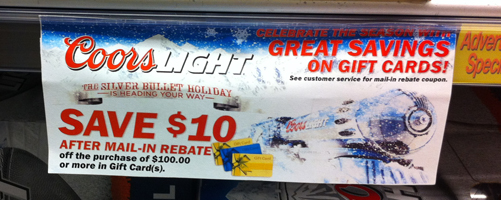 CELEBRATE THE SEASON WITH
GREAT SAVINGS
ON GIFT CARDS!
See customer service for mail-in rebate coupon.
Coors LIGHT
THE SILVER BULLET HOLIDAY
IS HEADING YOUR WAY
SAVE $10
AFTER MAIL-IN REBATE
off the purchase of $100.00
or more in Gift Card(s).
Coors LIGHT